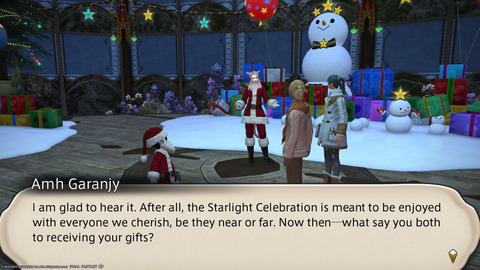 Amh Garanjy
I am glad to hear it. After all, the Starlight Celebration is meant to be enjoyed
with everyone we cherish, be they near or far. Now then─what say you both
to receiving your gifts?